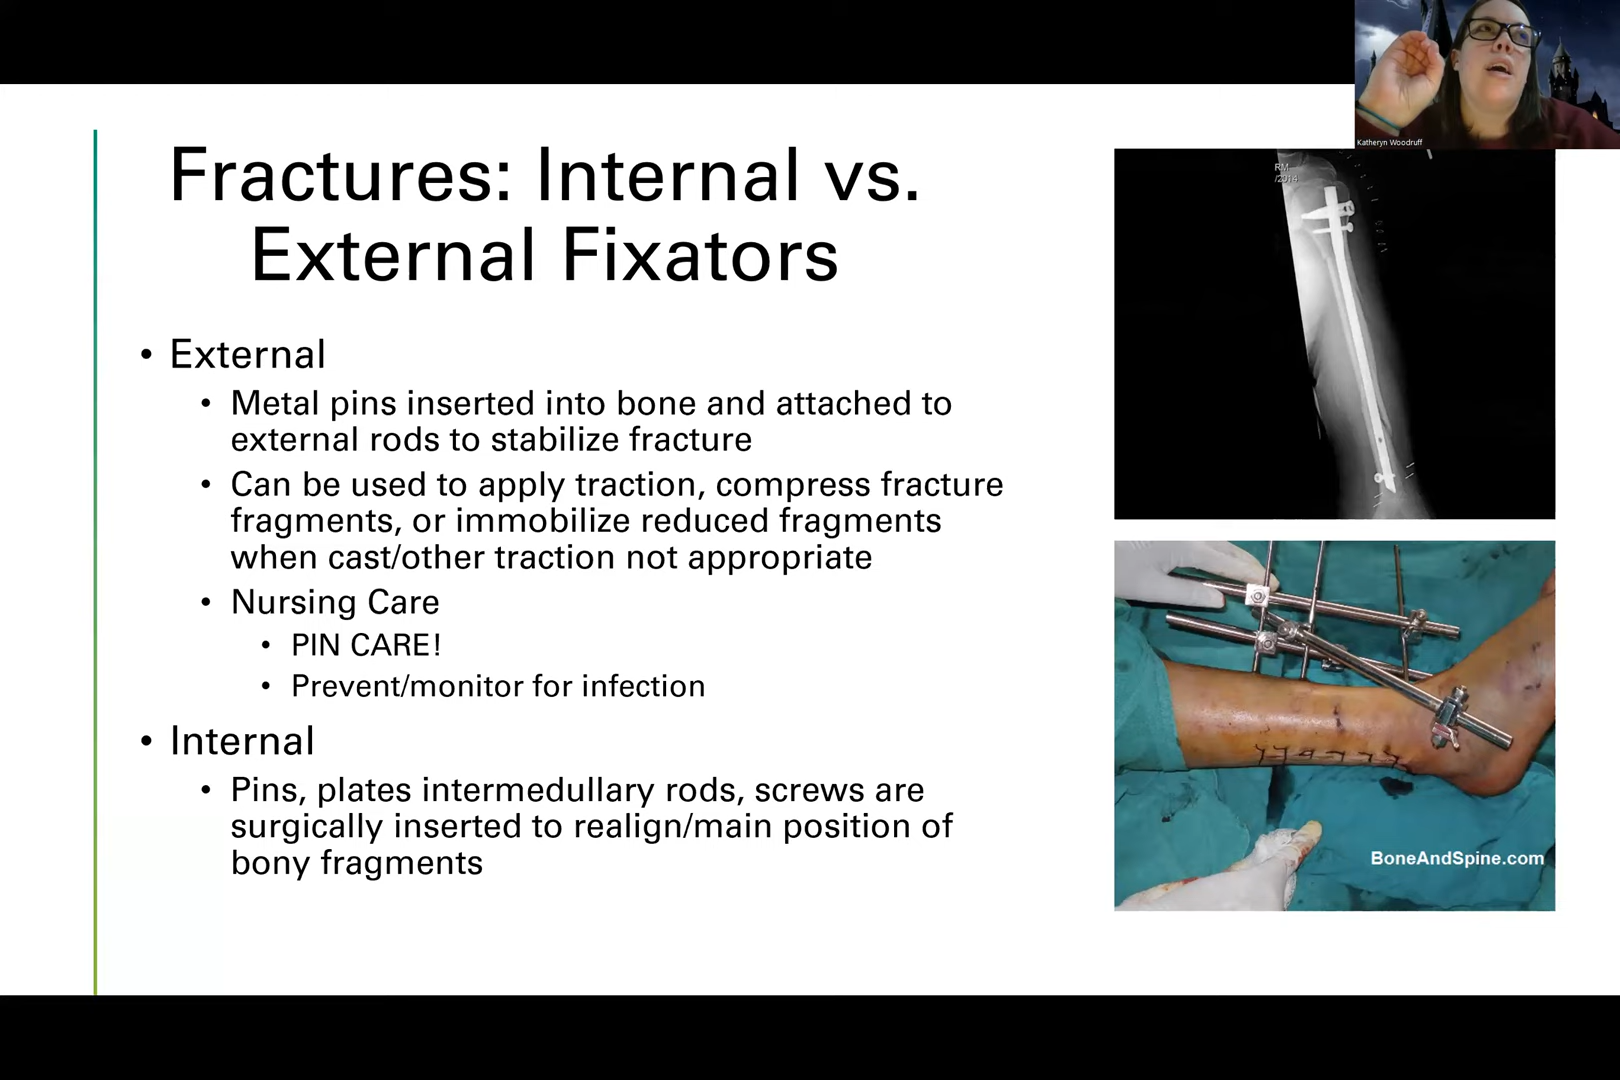 Katheryn Woodruff
Fractures: Internal vs.
External Fixators
• External
• Metal pins inserted into bone and attached to
external rods to stabilize fracture
• Can be used to apply traction, compress fracture
fragments, or immobilize reduced fragments
when cast/other traction not appropriate
• Nursing Care
• PIN CARE!
• Prevent/monitor for infection
• Internal
• Pins, plates intermedullary rods, screws are
surgically inserted to realign/main position of
bony fragments
RM
/2014
BoneAndSpine.com